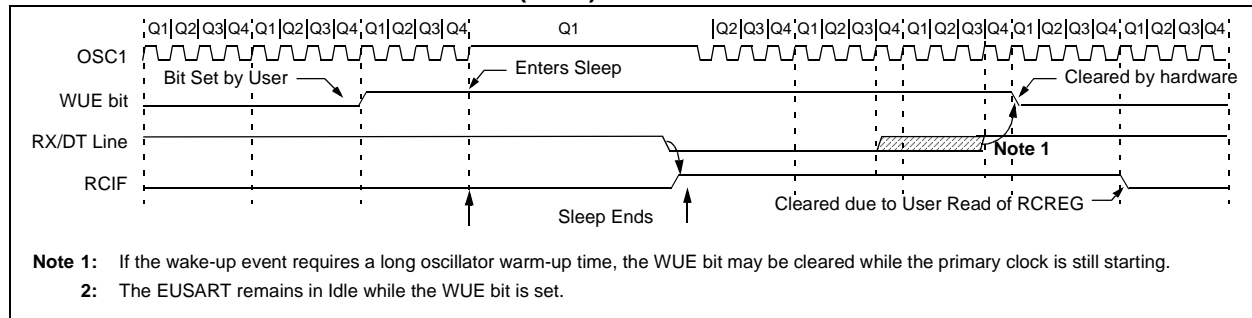 Q1 Q2 Q3 Q4 Q1 Q2 Q3 Q4 Q1 Q2 Q3 Q4 Q1 Q2 Q3 Q4 Q1 Q2 Q3 Q4 Q1 Q2 Q3 Q4 Q1 Q2 Q3 Q4
OSC1
Bit Set by User
Enters Sleep
Cleared by hardware
WUE bit
RX/DT Line
Note 1
RCIF
Cleared due to User Read of RCREG
Sleep Ends
Note 1: If the wake-up event requires a long oscillator warm-up time, the WUE bit may be cleared while the primary clock is still starting.
2: The EUSART remains in Idle while the WUE bit is set.